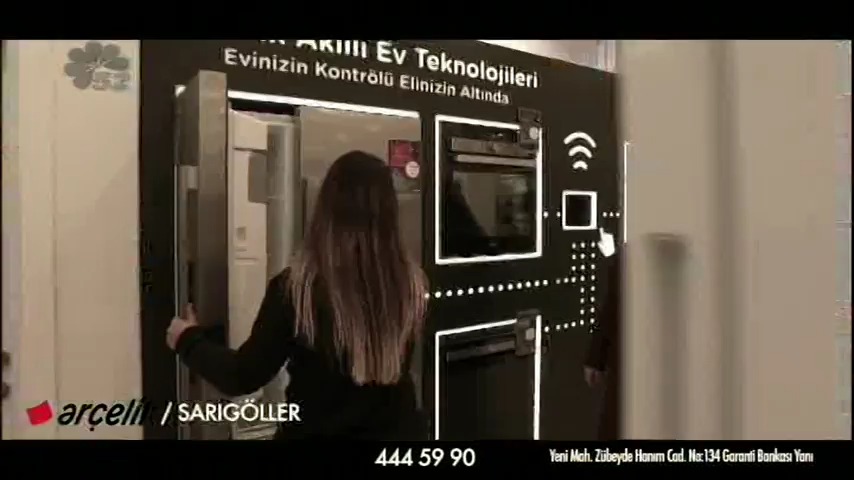 Akıllı Ev Teknolojileri
Evinizin Kontrölü Elinizin Altında
arçelik / SARIGÖLLER
444 59 90
Yeni Mah. Zübeyde Hanım Cad. No:134 Garanti Bankası Yanı